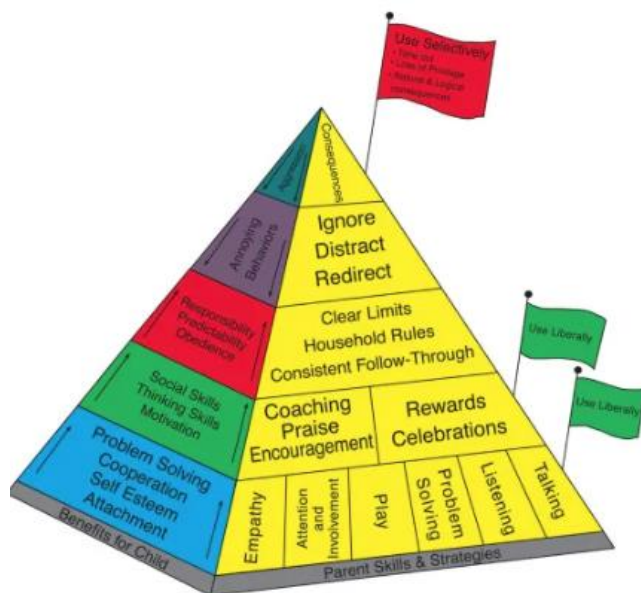 Use Selectively
• Time out
• Loss of Privilege
• Natural & Logical
consequences
Aggression
Consequences
Annoying
Behaviors
Ignore
Distract
Redirect
Responsibility
Predictability
Obedience
Clear Limits
Household Rules
Consistent Follow-Through
Use Liberally
Social Skills
Thinking Skills
Motivation
Coaching
Praise
Encouragement
Rewards
Celebrations
Use Liberally
Problem Solving
Cooperation
Self Esteem
Attachment
Empathy
Attention
and
Involvement
Play
Problem
Solving
Listening
Talking
Benefits for Child
Parent Skills & Strategies